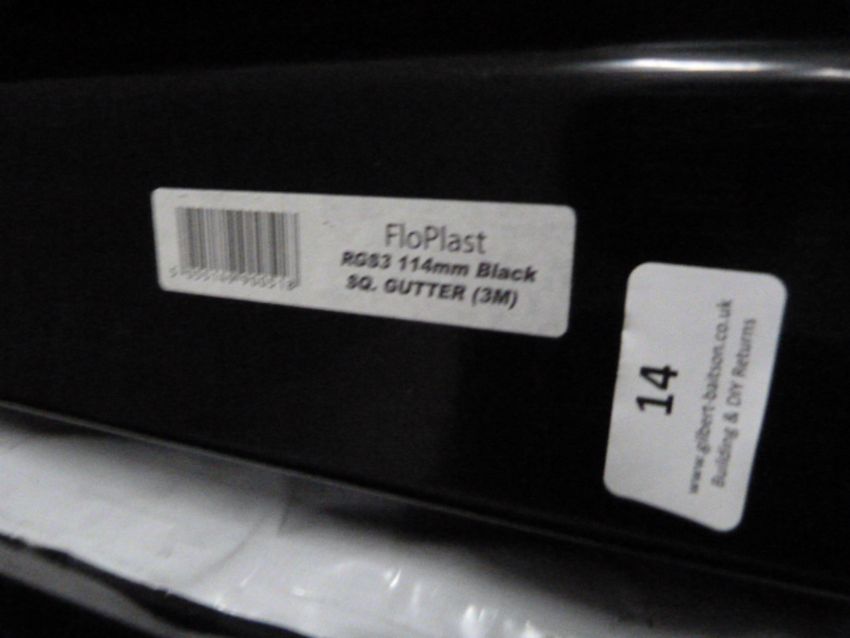 FloPlast
RGS3 114mm Black
SQ. GUTTER (3M)
14
www.gilbert-baitson.co.uk
Building & DIY Returns